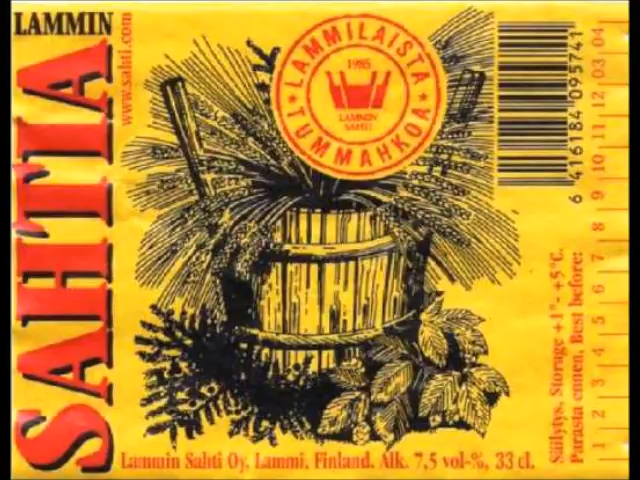 LAMMIN
SAHTIA
www.sahti.com
LAMMILAISTA
1985
LAMMIN
SAHTI
TUMMAHKOA
6 416184 095741
Säilytys, Storage +1°- +5°C.
Parasta ennen, Best before:
1 2 3 4 5 6 7 8 9 10 11 12 03 04
Lammin Sahti Oy, Lammi, Finland. Alk. 7,5 vol-%, 33 cl.